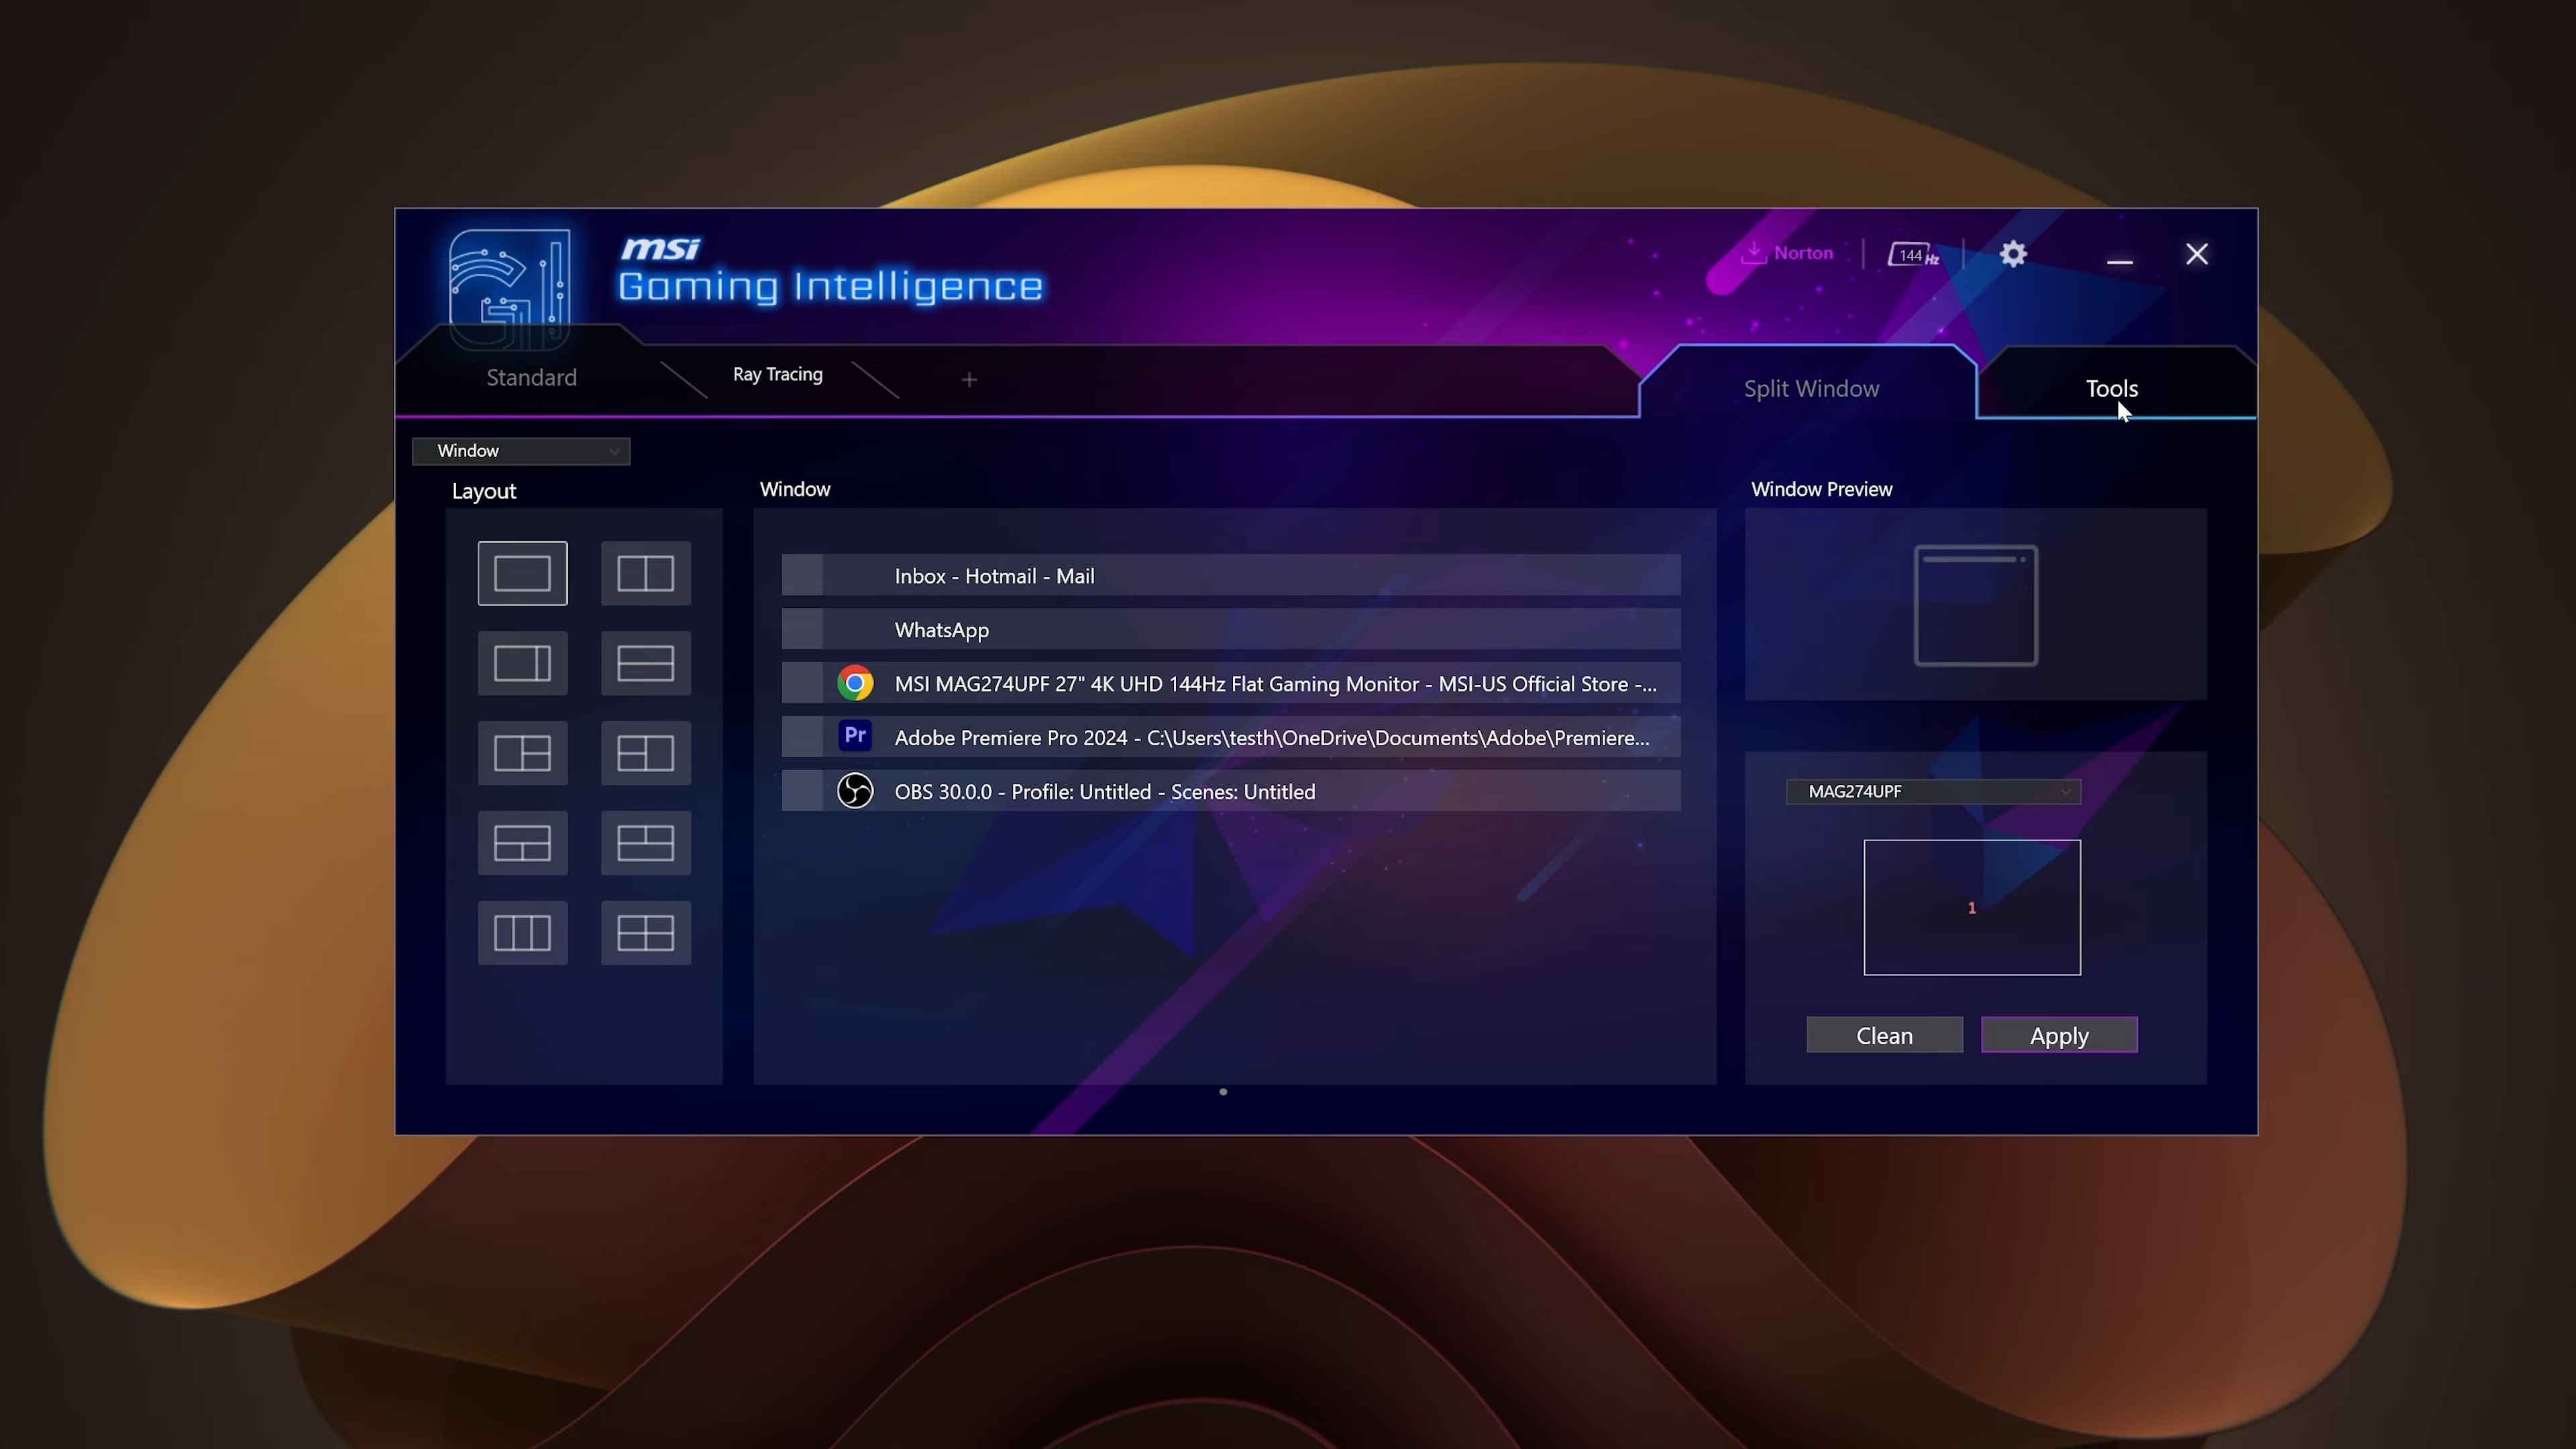 msi
Gaming Intelligence
Norton
144 Hz
Standard
Ray Tracing
+
Split Window
Tools
Window
Layout
Window
Window Preview
Inbox - Hotmail - Mail
WhatsApp
MSI MAG274UPF 27" 4K UHD 144Hz Flat Gaming Monitor - MSI-US Official Store -...
Pr Adobe Premiere Pro 2024 - C:\Users\testh\OneDrive\Documents\Adobe\Premiere...
OBS 30.0.0 - Profile: Untitled - Scenes: Untitled
MAG274UPF
1
Clean
Apply